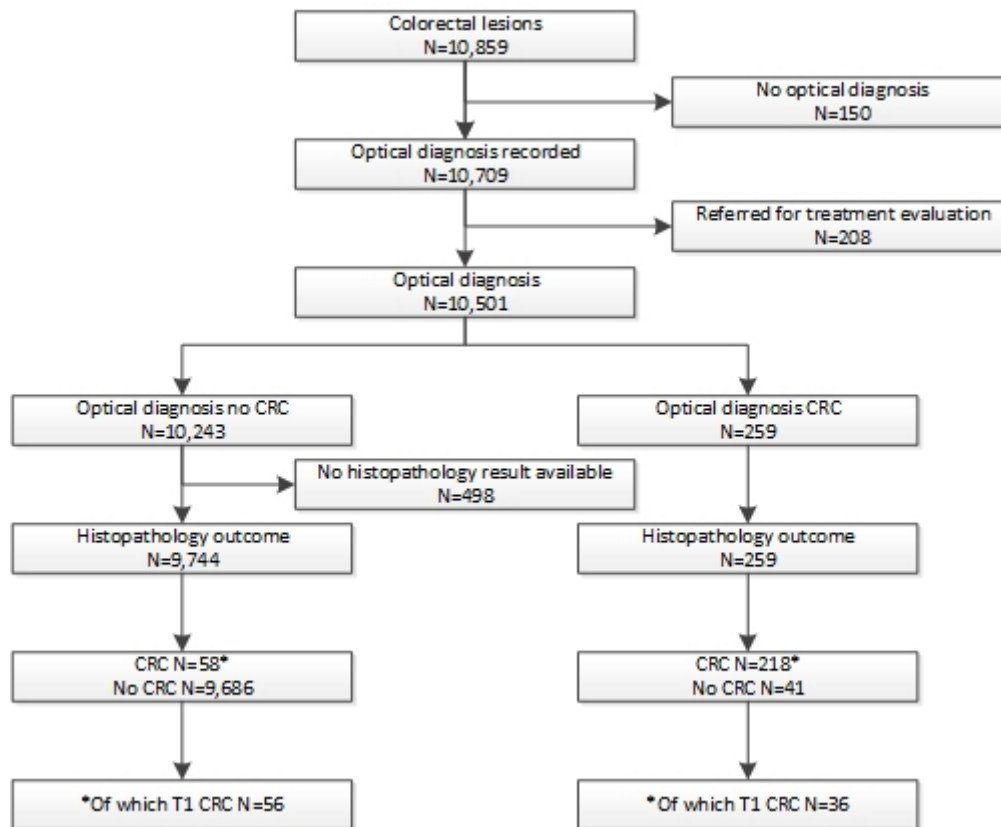 Colorectal lesions
N=10,859
No optical diagnosis
N=150
Optical diagnosis recorded
N=10,709
Referred for treatment evaluation
N=208
Optical diagnosis
N=10,501
Optical diagnosis no CRC
N=10,243
Optical diagnosis CRC
N=259
No histopathology result available
N=498
Histopathology outcome
N=9,744
Histopathology outcome
N=259
CRC N=58*
No CRC N=9,686
CRC N=218*
No CRC N=41
*Of which T1 CRC N=56
*Of which T1 CRC N=36